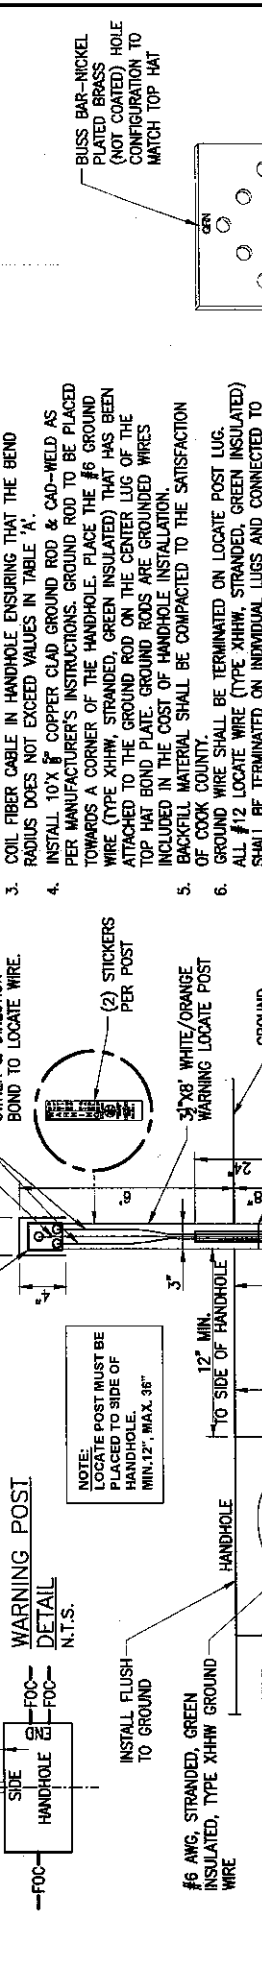 SIDE
HANDHOLE
END
—FOC—
—FOC—
—FOC—
WARNING POST
DETAIL
N.T.S.
NOTE:
LOCATE POST MUST BE
PLACED TO SIDE OF
HANDHOLE.
MIN.12", MAX. 36"
INSTALL FLUSH
TO GROUND
#6 AWG, STRANDED, GREEN
INSULATED, TYPE XHHW GROUND
WIRE
HANDHOLE
12" MIN.
TO SIDE OF HANDHOLE
4"
3"
6'
24"
BOND TO LOCATE WIRE.
(2) STICKERS
PER POST
WHITE/ORANGE
WARNING LOCATE POST
GROUND
3. COIL FIBER CABLE IN HANDHOLE ENSURING THAT THE BEND
RADIUS DOES NOT EXCEED VALUES IN TABLE 'A'.
4. INSTALL 10'X COPPER CLAD GROUND ROD & CAD-WELD AS
PER MANUFACTURER'S INSTRUCTIONS. GROUND ROD TO BE PLACED
TOWARDS A CORNER OF THE HANDHOLE. PLACE THE #6 GROUND
WIRE (TYPE XHHW, STRANDED, GREEN INSULATED) THAT HAS BEEN
ATTACHED TO THE GROUND ROD ON THE CENTER LUG OF THE
TOP HAT BOND PLATE. GROUND RODS ARE GROUNDED WIRES
INCLUDED IN THE COST OF HANDHOLE INSTALLATION.
5. BACKFILL MATERIAL SHALL BE COMPACTED TO THE SATISFACTION
OF COOK COUNTY.
6. GROUND WIRE SHALL BE TERMINATED ON LOCATE POST LUG.
ALL #12 LOCATE WIRE (TYPE XHHW, STRANDED, GREEN INSULATED)
SHALL BE TERMINATED ON INDIVIDUAL LUGS AND CONNECTED TO
BUSS BAR-NICKEL
PLATED BRASS
(NOT COATED) HOLE
CONFIGURATION TO
MATCH TOP HAT
GRN